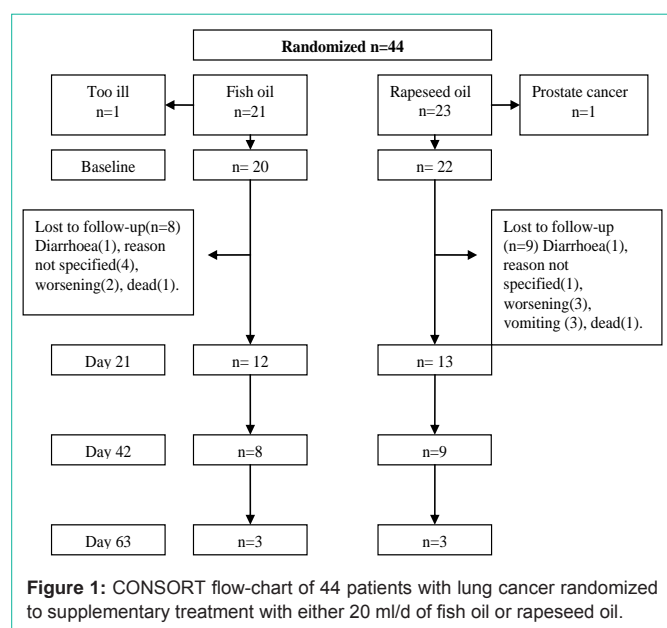 Randomized n=44
Too ill
n=1
Fish oil
n=21
Rapeseed oil
n=23
Prostate cancer
n=1
Baseline
n= 20
n= 22
Lost to follow-up(n=8)
Diarrhoea(1), reason
not specified(4),
worsening(2), dead(1).
Lost to follow-up
(n=9) Diarrhoea(1),
reason not
specified(1),
worsening(3),
vomiting (3), dead(1).
Day 21
n= 12
n= 13
Day 42
n=8
n=9
Day 63
n=3
n=3
Figure 1: CONSORT flow-chart of 44 patients with lung cancer randomized
to supplementary treatment with either 20 ml/d of fish oil or rapeseed oil.